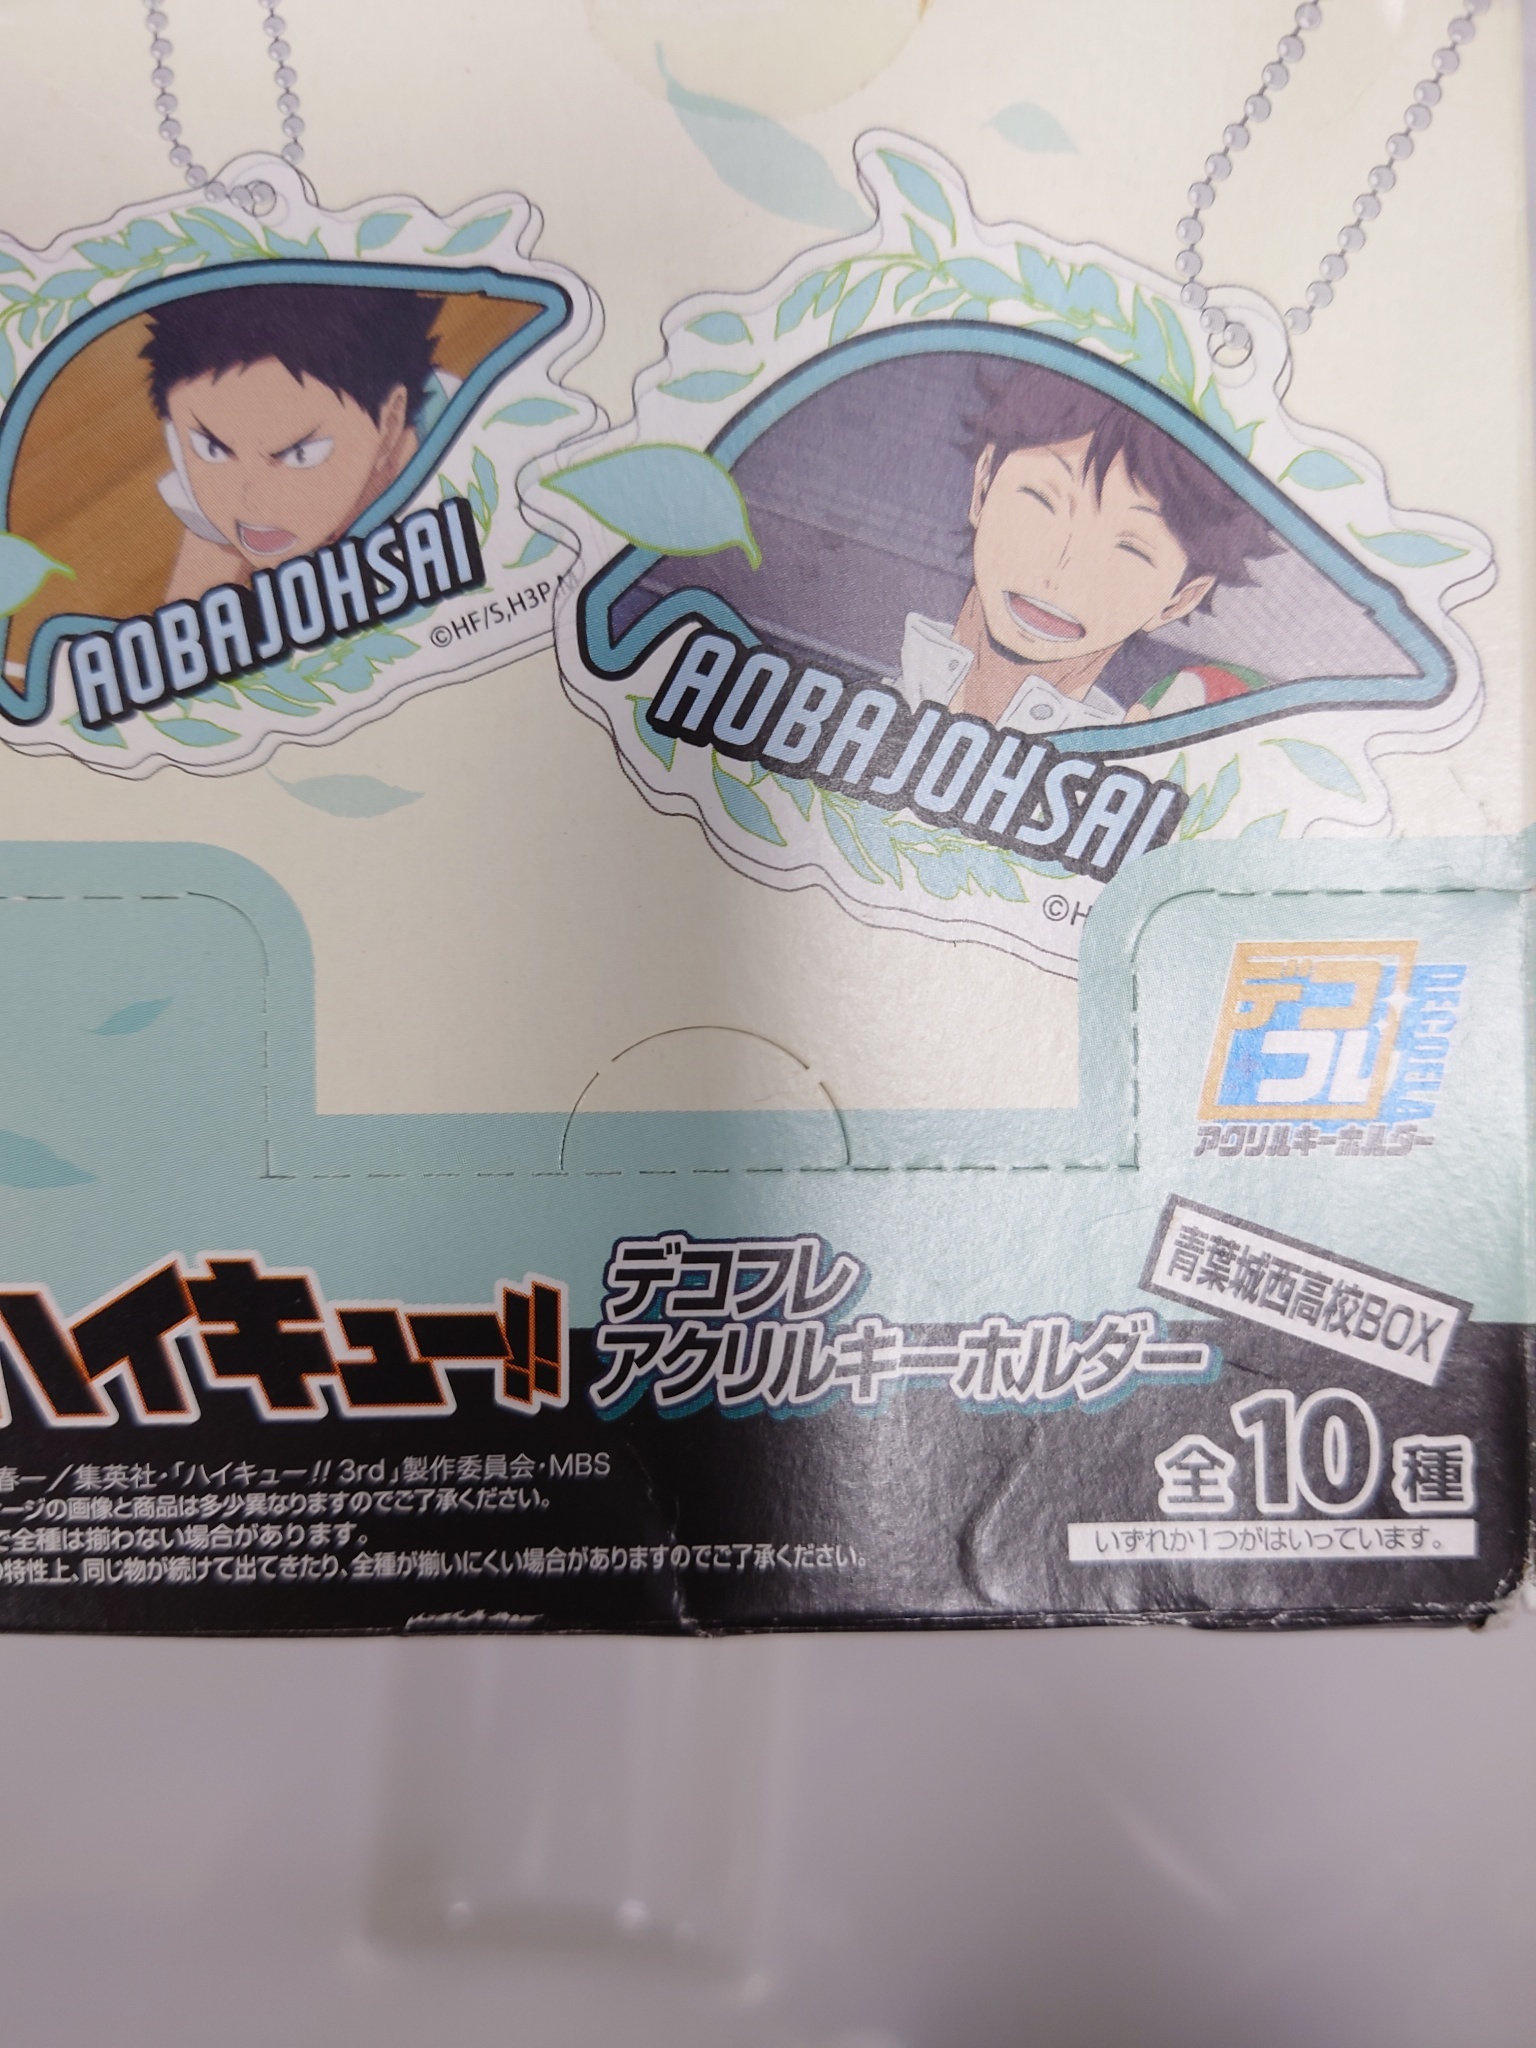 AOBAJOHSAI
©HF/S,H3P,M
AOBAJOHSAI
©H
デコ
フレ
DECOFLA
アクリルキーホルダー
ハイキュー!!
デコフレ
アクリルキーホルダー
青葉城西高校BOX
全10種
いずれか1つがはいっています。
春一／集英社・「ハイキュー!! 3rd」製作委員会・MBS
ージの画像と商品は多少異なりますのでご了承ください。
で全種は揃わない場合があります。
の特性上、同じ物が続けて出てきたり、全種が揃いにくい場合がありますのでご了承ください。